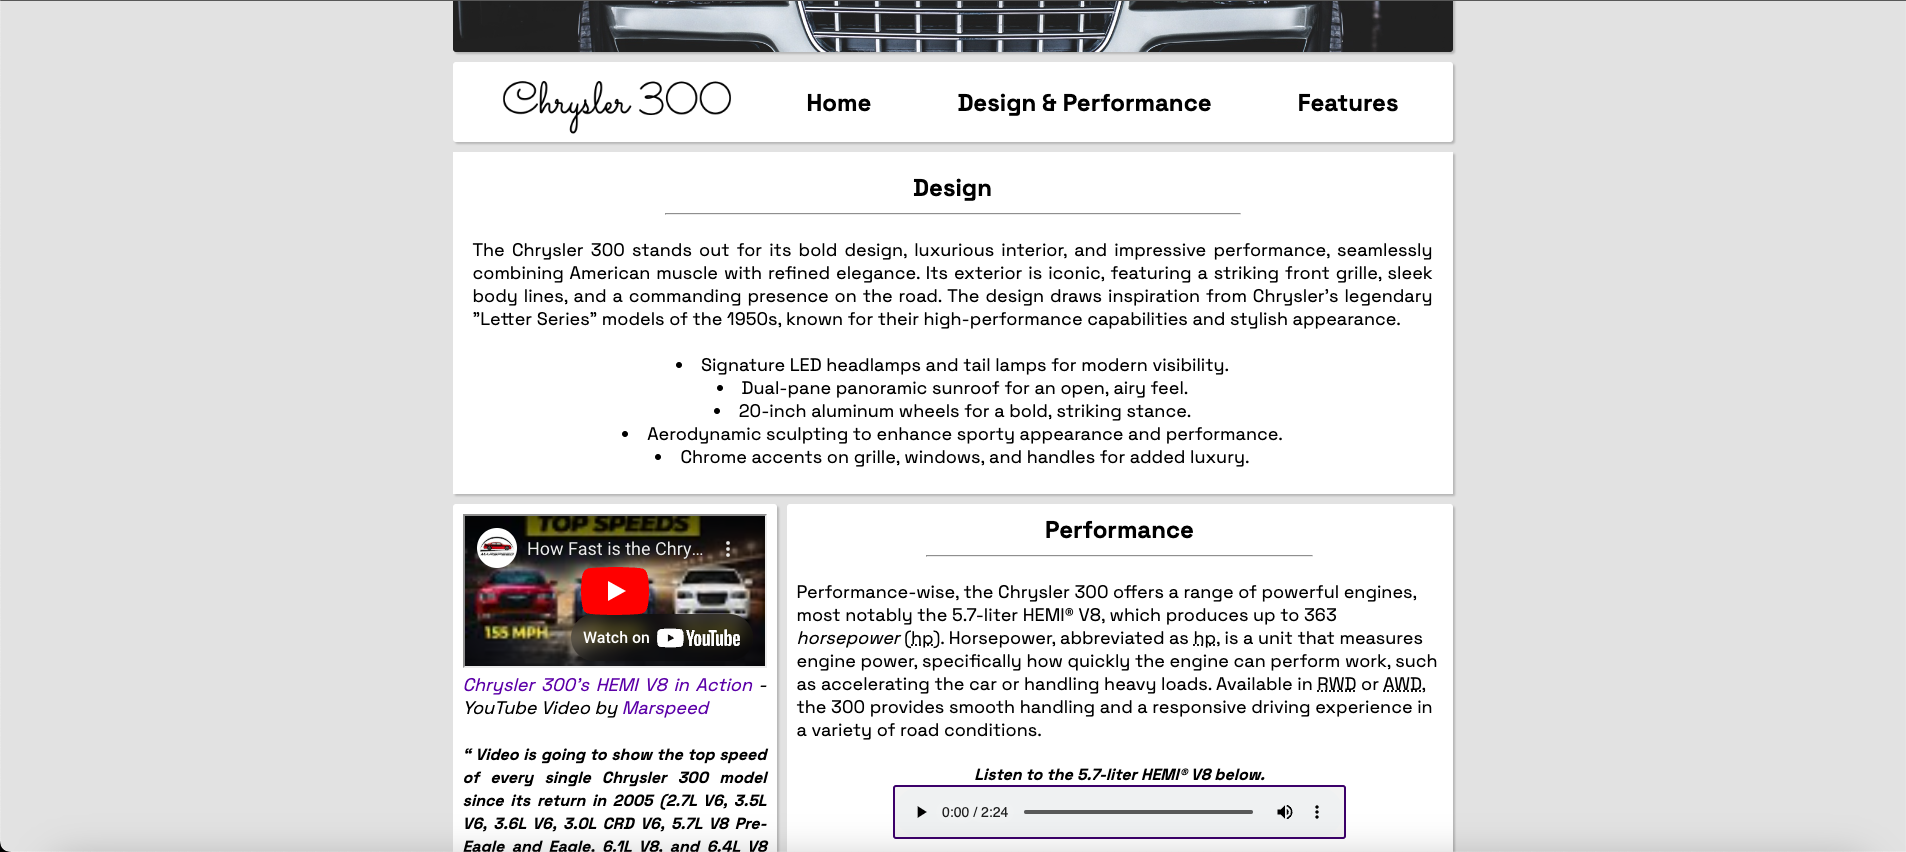 Chrysler 300
Home
Design & Performance
Features
Design
The Chrysler 300 stands out for its bold design, luxurious interior, and impressive performance, seamlessly
combining American muscle with refined elegance. Its exterior is iconic, featuring a striking front grille, sleek
body lines, and a commanding presence on the road. The design draws inspiration from Chrysler's legendary
"Letter Series" models of the 1950s, known for their high-performance capabilities and stylish appearance.
• Signature LED headlamps and tail lamps for modern visibility.
• Dual-pane panoramic sunroof for an open, airy feel.
• 20-inch aluminum wheels for a bold, striking stance.
• Aerodynamic sculpting to enhance sporty appearance and performance.
• Chrome accents on grille, windows, and handles for added luxury.
TOP SPEEDS
How Fast is the Chry...
155 MPH
Watch on YouTube
Chrysler 300's HEMI V8 in Action -
YouTube Video by Marspeed
“ Video is going to show the top speed
of every single Chrysler 300 model
since its return in 2005 (2.7L V6, 3.5L
V6, 3.6L V6, 3.0L CRD V6, 5.7L V8 Pre-
Eagle and Eagle, 6.1L V8, and 6.4L V8
Performance
Performance-wise, the Chrysler 300 offers a range of powerful engines,
most notably the 5.7-liter HEMI® V8, which produces up to 363
horsepower (hp). Horsepower, abbreviated as hp, is a unit that measures
engine power, specifically how quickly the engine can perform work, such
as accelerating the car or handling heavy loads. Available in RWD or AWD,
the 300 provides smooth handling and a responsive driving experience in
a variety of road conditions.
Listen to the 5.7-liter HEMI® V8 below.
0:00 / 2:24